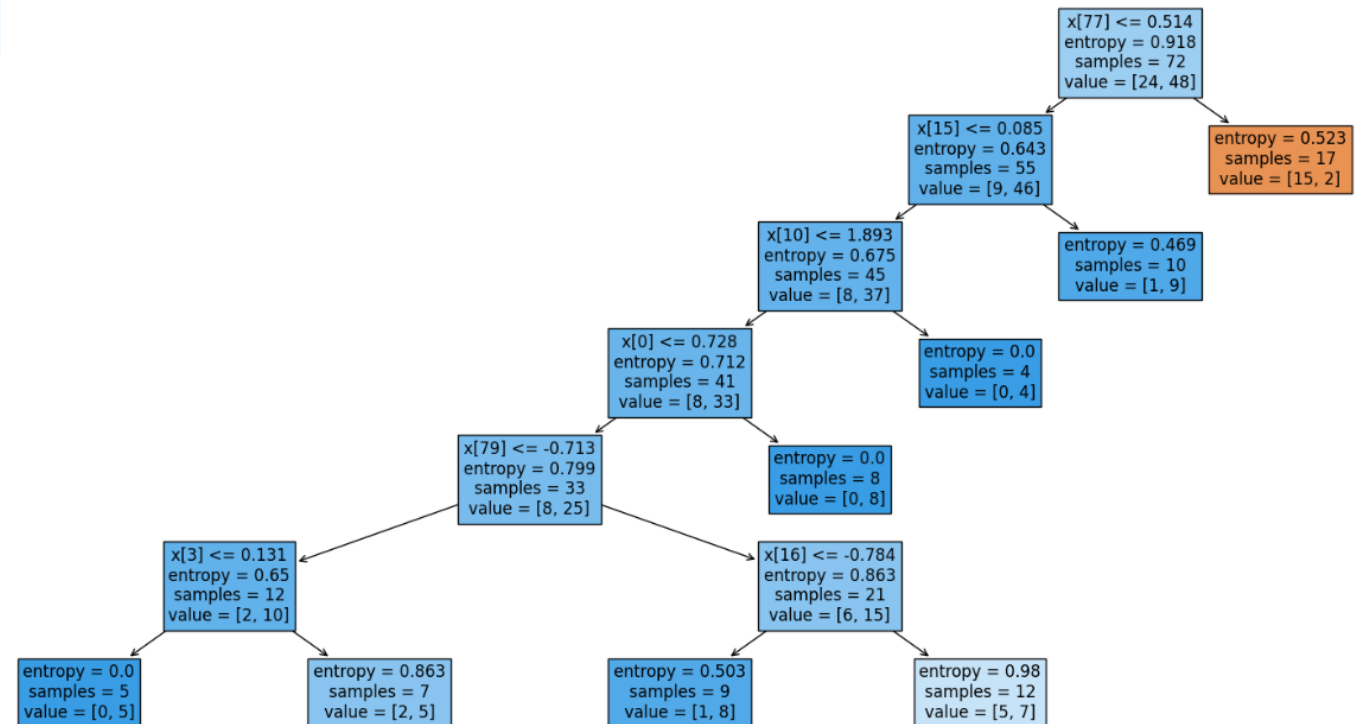 x[77] <= 0.514
entropy = 0.918
samples = 72
value = [24, 48]
x[15] <= 0.085
entropy = 0.643
samples = 55
value = [9, 46]
entropy = 0.523
samples = 17
value = [15, 2]
x[10] <= 1.893
entropy = 0.675
samples = 45
value = [8, 37]
entropy = 0.469
samples = 10
value = [1, 9]
x[0] <= 0.728
entropy = 0.712
samples = 41
value = [8, 33]
entropy = 0.0
samples = 4
value = [0, 4]
x[79] <= -0.713
entropy = 0.799
samples = 33
value = [8, 25]
entropy = 0.0
samples = 8
value = [0, 8]
x[3] <= 0.131
entropy = 0.65
samples = 12
value = [2, 10]
x[16] <= -0.784
entropy = 0.863
samples = 21
value = [6, 15]
entropy = 0.0
samples = 5
value = [0, 5]
entropy = 0.863
samples = 7
value = [2, 5]
entropy = 0.503
samples = 9
value = [1, 8]
entropy = 0.98
samples = 12
value = [5, 7]